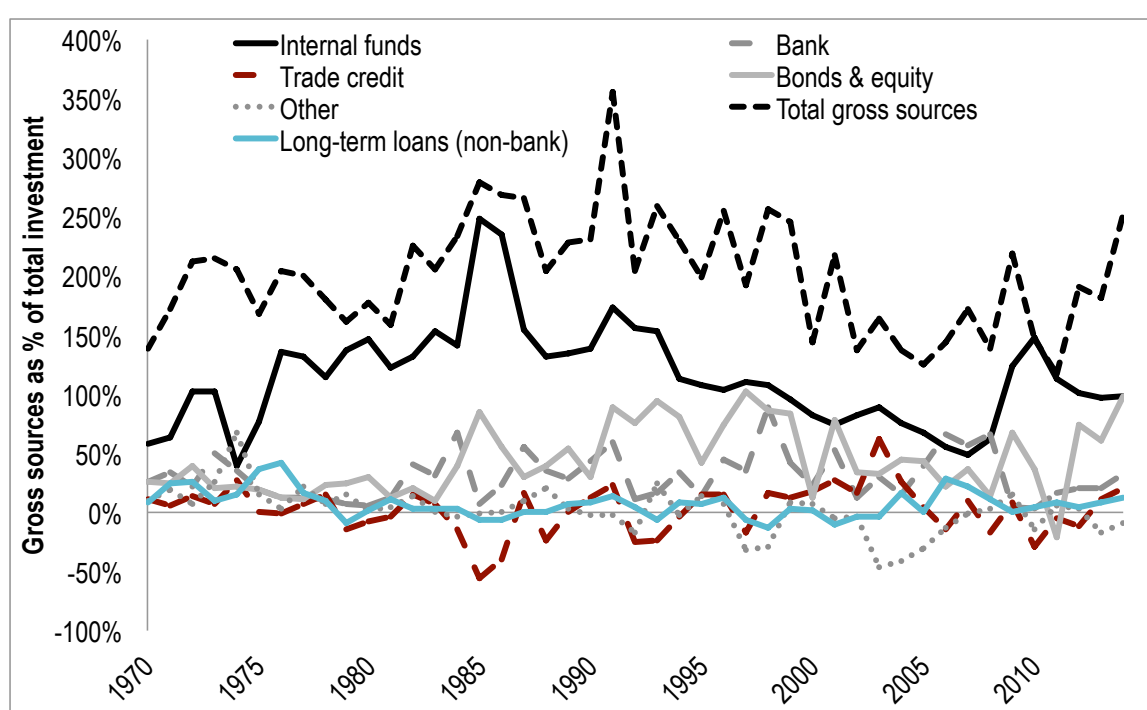 400%
350%
300%
250%
200%
150%
100%
50%
0%
-50%
-100%
Gross sources as % of total investment
Internal funds
Bank
Trade credit
Bonds & equity
Other
Total gross sources
Long-term loans (non-bank)
1970
1975
1980
1985
1990
1995
2000
2005
2010